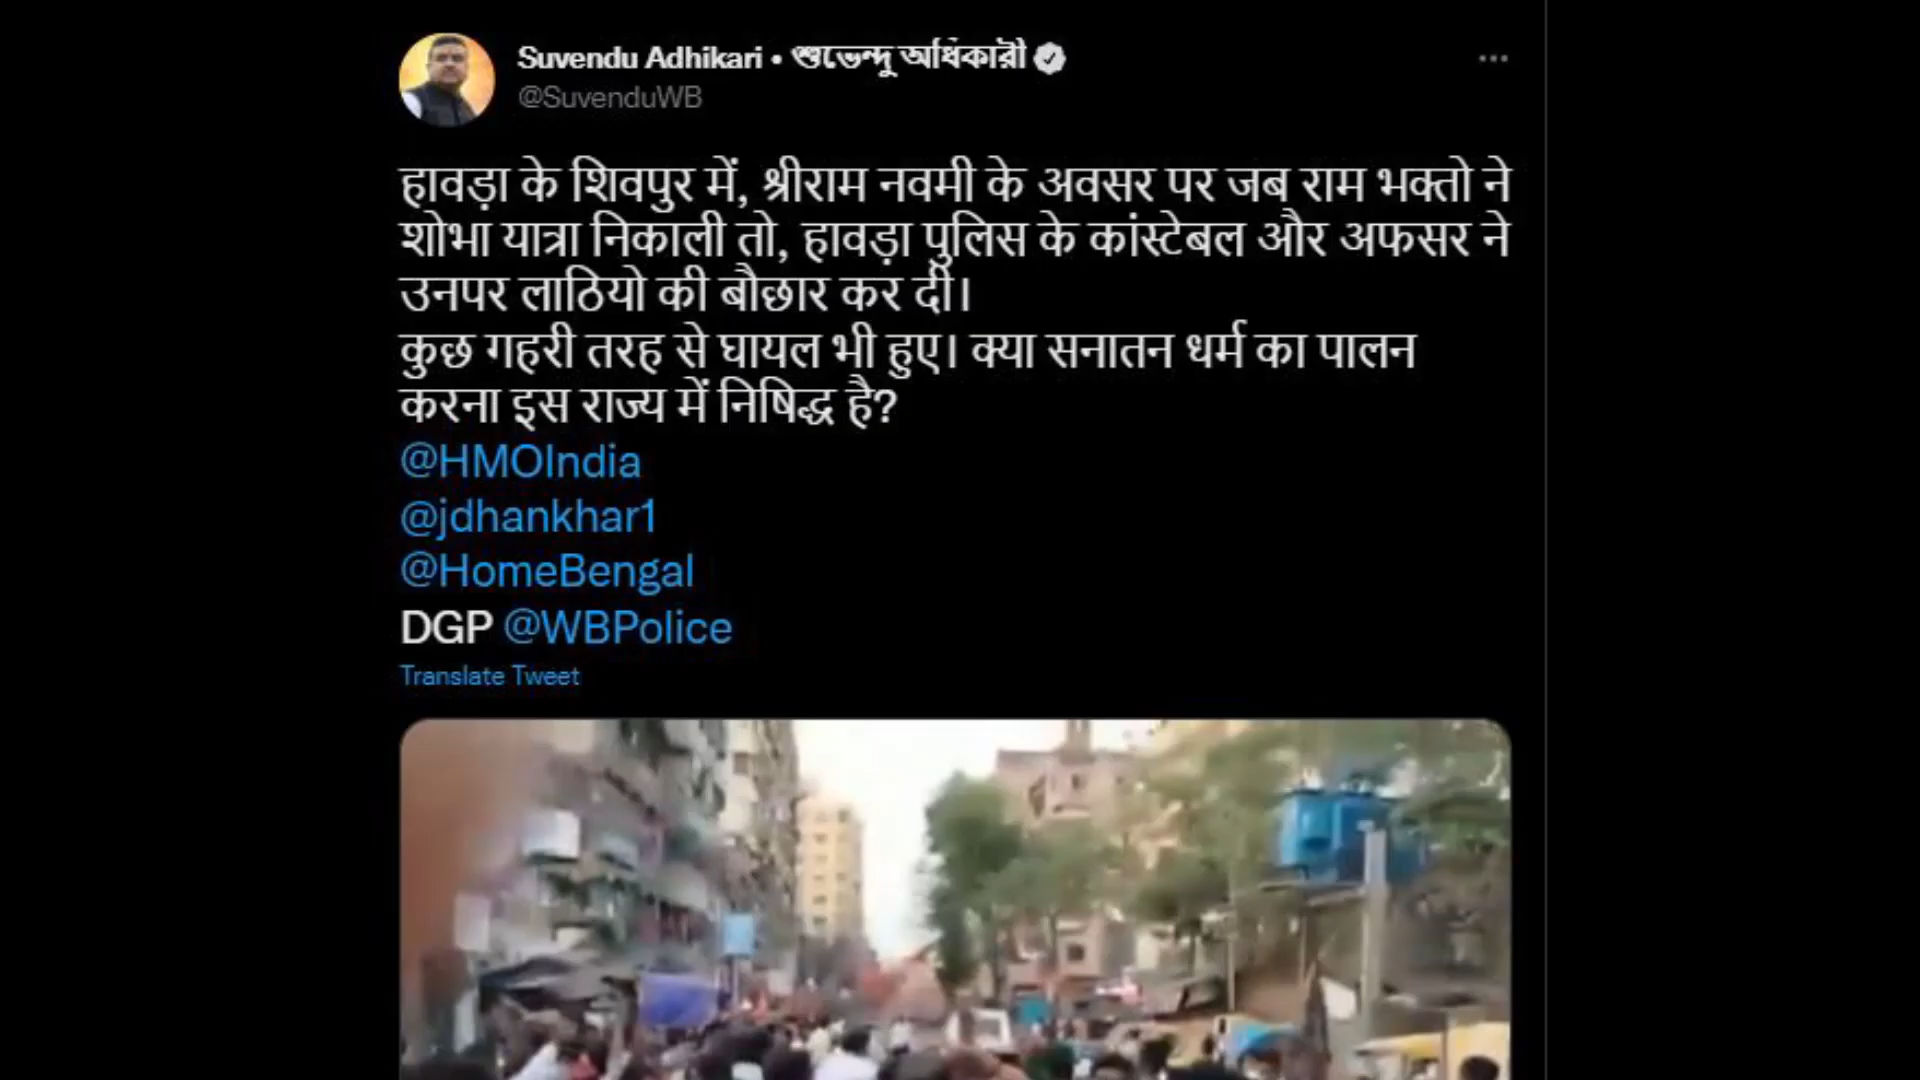 Suvendu Adhikari • শুভেন্দু অধিকারী
@SuvenduWB
हावड़ा के शिवपुर में, श्रीराम नवमी के अवसर पर जब राम भक्तो ने
शोभा यात्रा निकाली तो, हावड़ा पुलिस के कांस्टेबल और अफसर ने
उनपर लाठियो की बौछार कर दी।
कुछ गहरी तरह से घायल भी हुए। क्या सनातन धर्म का पालन
करना इस राज्य में निषिद्ध है?
@HMOIndia
@jdhankhar1
@HomeBengal
DGP @WBPolice
Translate Tweet